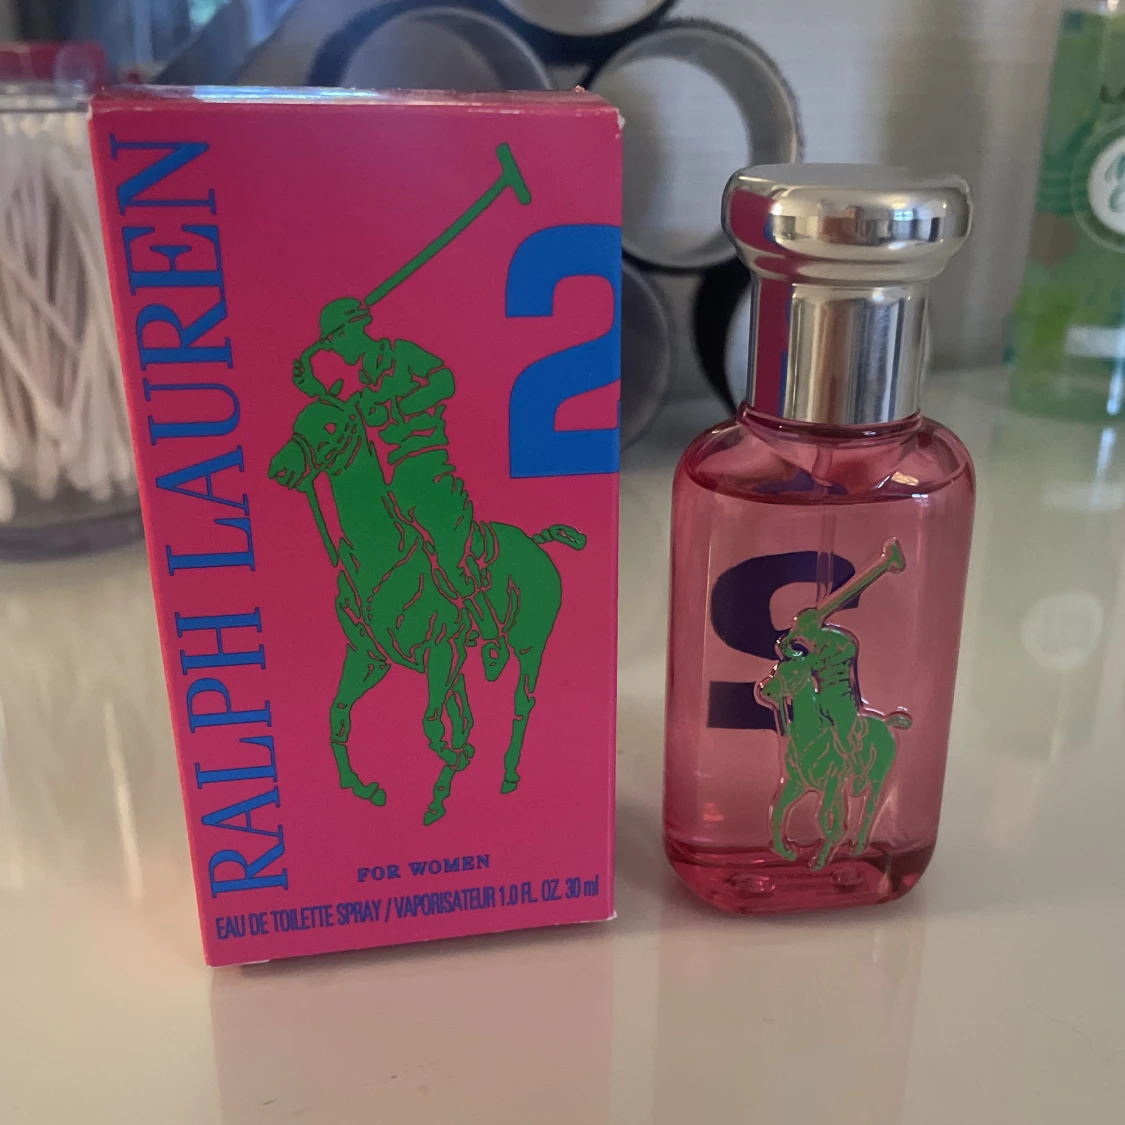 RALPH LAUREN
2
FOR WOMEN
EAU DE TOILETTE SPRAY / VAPORISATEUR 1.0 FL. OZ. 30 ml
2